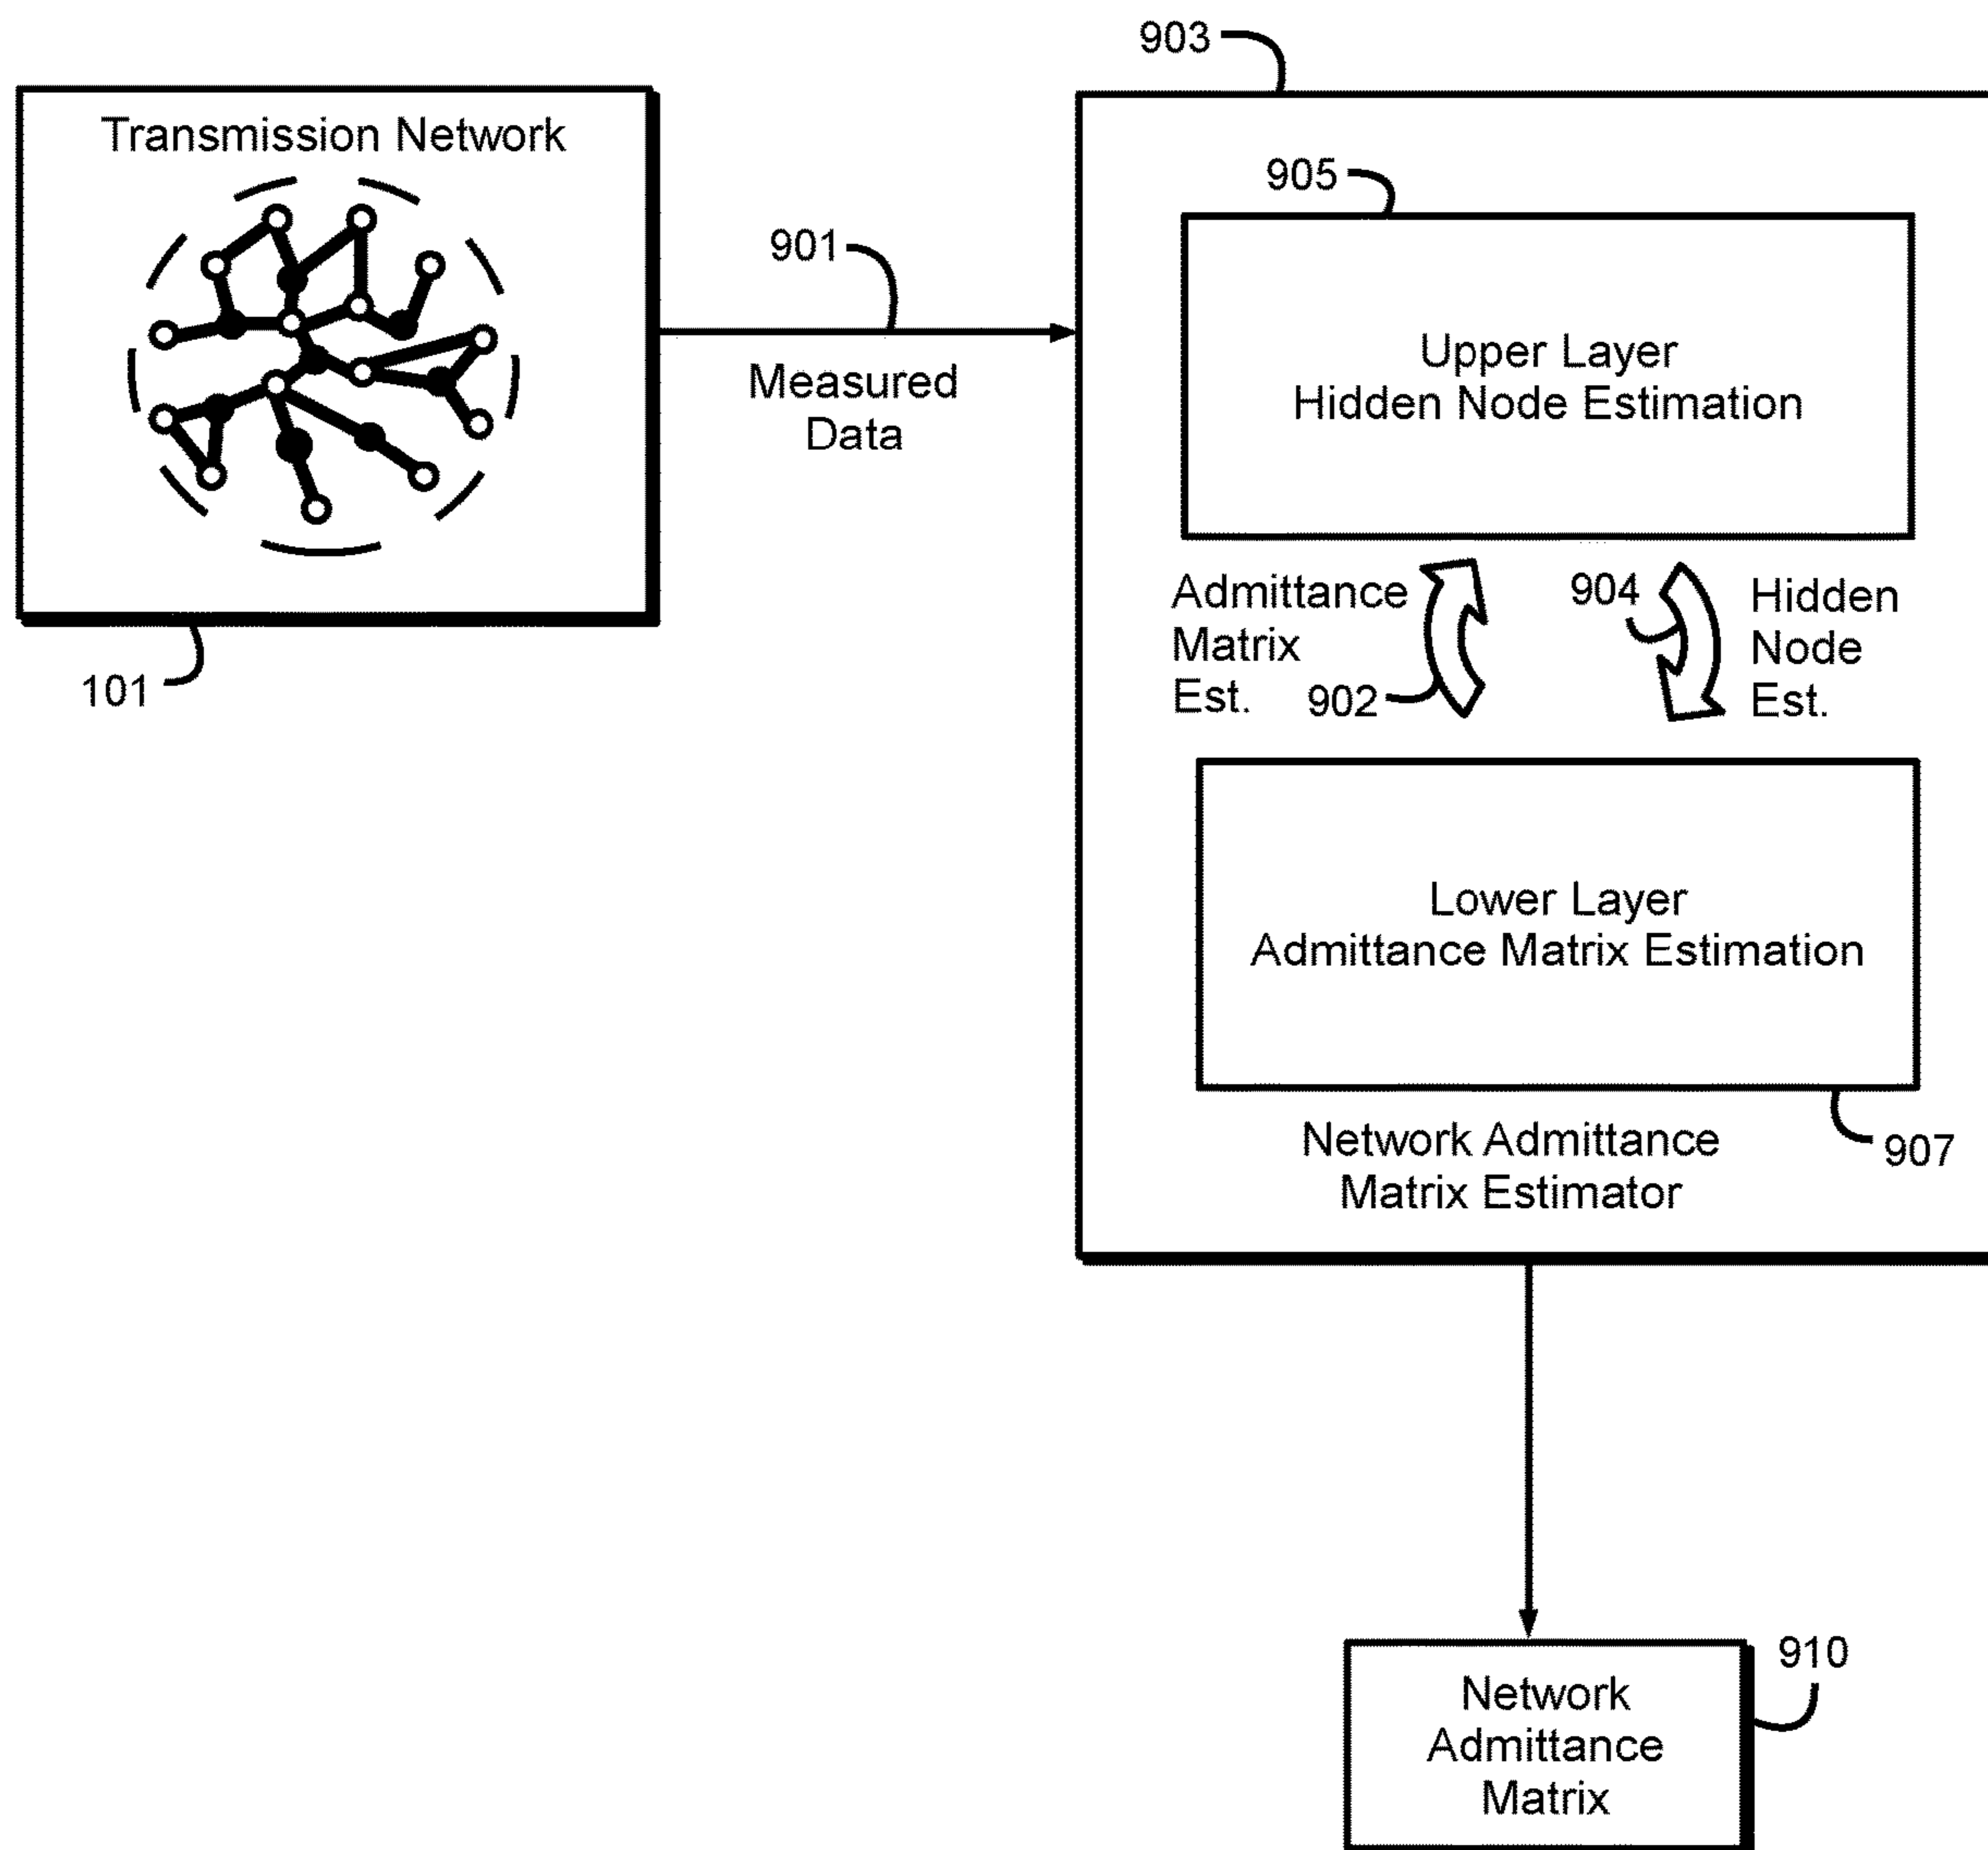 903
Transmission Network
905
901
Measured
Data
Upper Layer
Hidden Node Estimation
Admittance
Matrix
Est.
902
904
Hidden
Node
Est.
101
Lower Layer
Admittance Matrix Estimation
907
Network Admittance
Matrix Estimator
910
Network
Admittance
Matrix